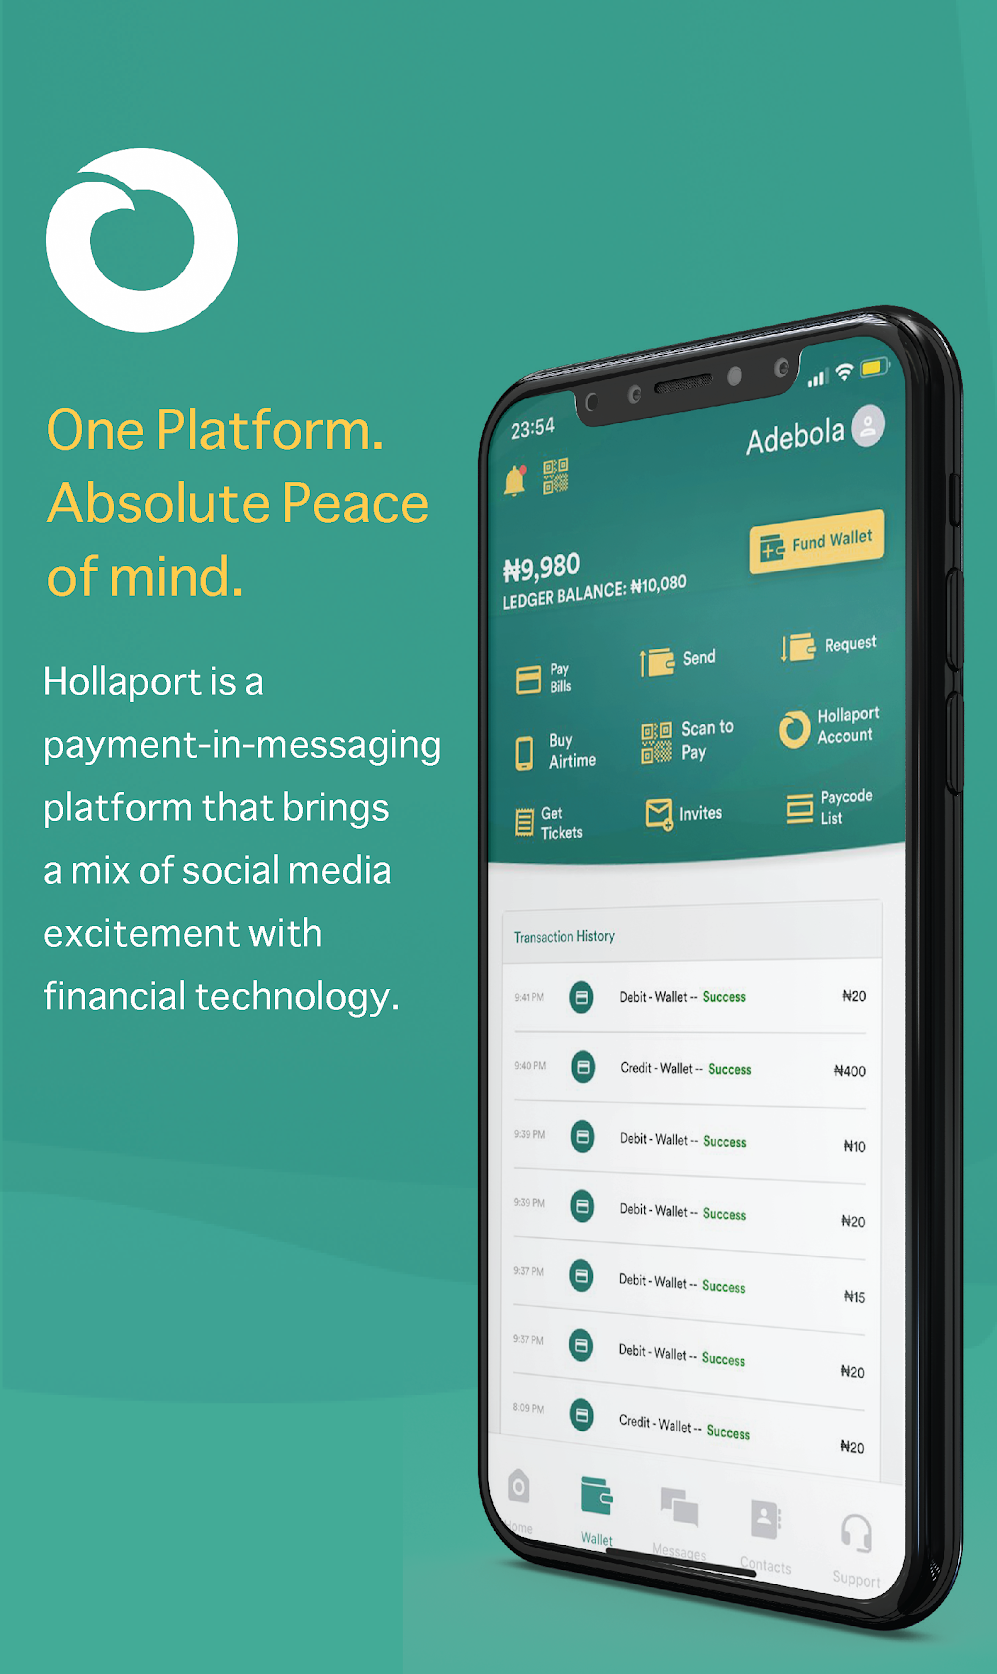 One Platform.
Absolute Peace
of mind.
Hollaport is a
payment-in-messaging
platform that brings
a mix of social media
excitement with
financial technology.
23:54
Adebola
₦9,980
LEDGER BALANCE: ₦10,080
Fund Wallet
Pay
Bills
Send
Request
Buy
Airtime
Scan to
Pay
Hollaport
Account
Get
Tickets
Invites
Paycode
List
Transaction History
9:41 PM Debit - Wallet -- Success ₦20
9:40 PM Credit - Wallet -- Success ₦400
9:39 PM Debit - Wallet -- Success ₦10
9:39 PM Debit - Wallet -- Success ₦20
9:37 PM Debit - Wallet -- Success ₦15
9:37 PM Debit - Wallet -- Success ₦20
8:09 PM Credit - Wallet -- Success ₦20
Home
Wallet
Messages
Contacts
Support